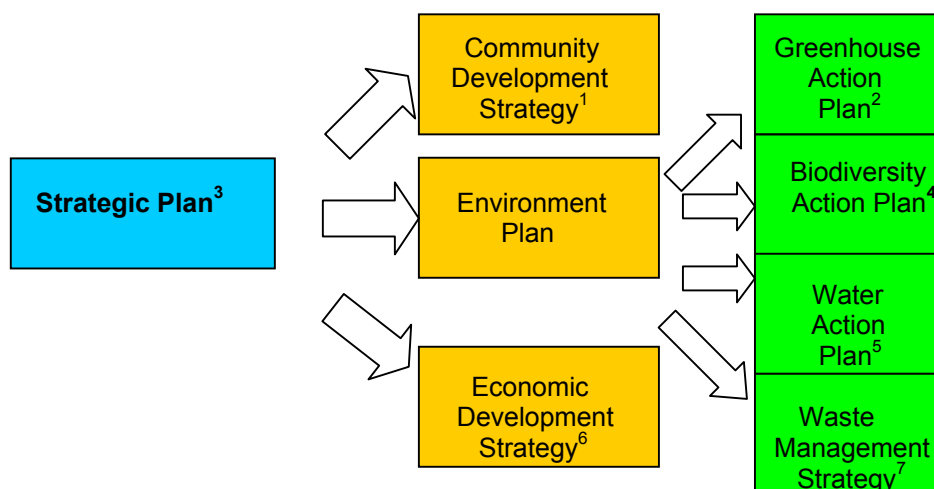 Strategic Plan³
Community
Development
Strategy¹
Environment
Plan
Economic
Development
Strategy⁶
Greenhouse
Action
Plan²
Biodiversity
Action Plan⁴
Water
Action
Plan⁵
Waste
Management
Strategy⁷